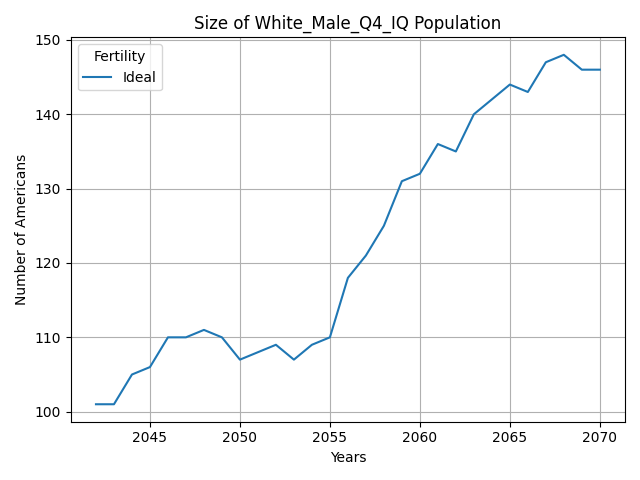 Size of White_Male_Q4_IQ Population
Number of Americans
150
140
130
120
110
100
Fertility
Ideal
2045 2050 2055 2060 2065 2070
Years